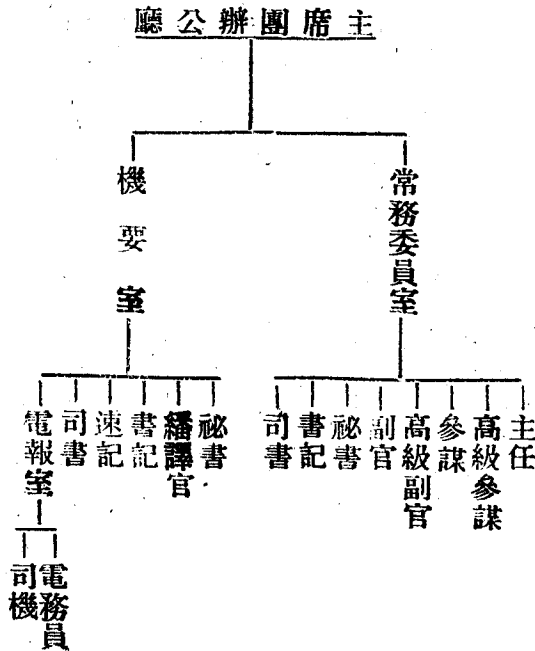 主席團辦公廳
常務委員室
主任
高級參謀
參謀
高級副官
副官
祕書
書記
司書
機要室
祕書
繙譯官
書記
速記
司書
電報室
電務員
司機